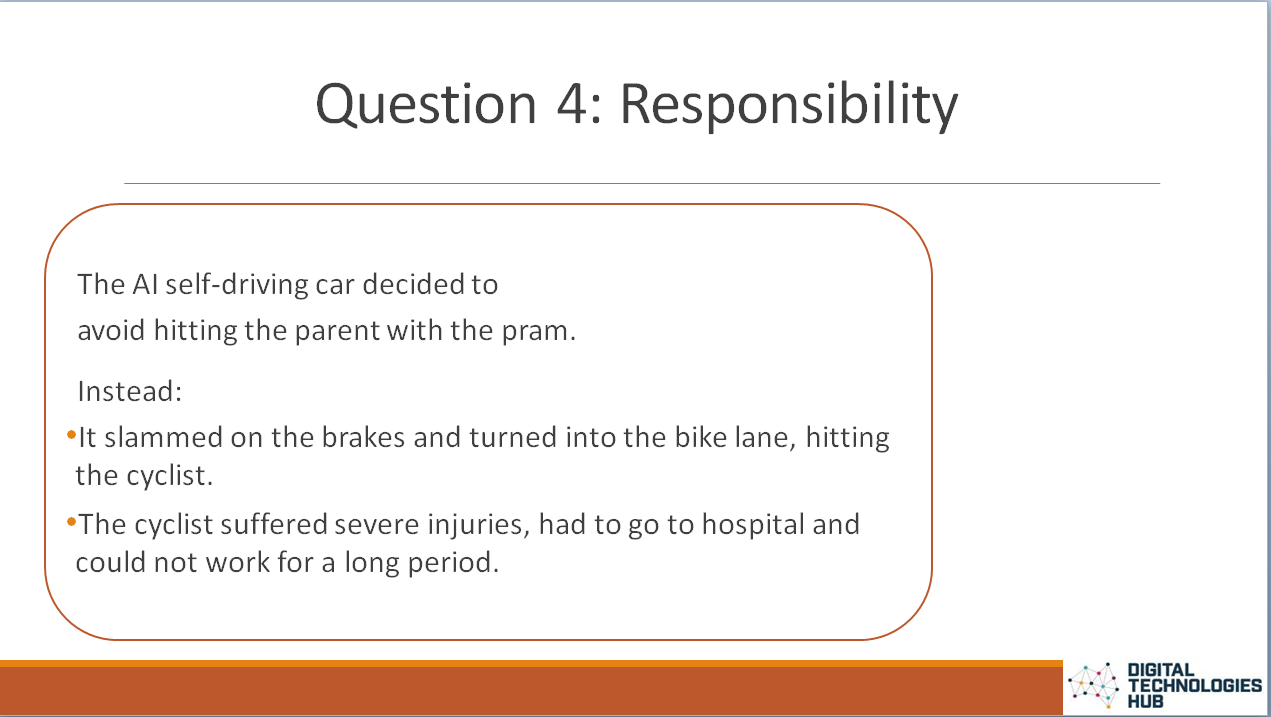 Question 4: Responsibility
The AI self-driving car decided to
avoid hitting the parent with the pram.
Instead:
•It slammed on the brakes and turned into the bike lane, hitting
the cyclist.
•The cyclist suffered severe injuries, had to go to hospital and
could not work for a long period.
DIGITAL
TECHNOLOGIES
HUB